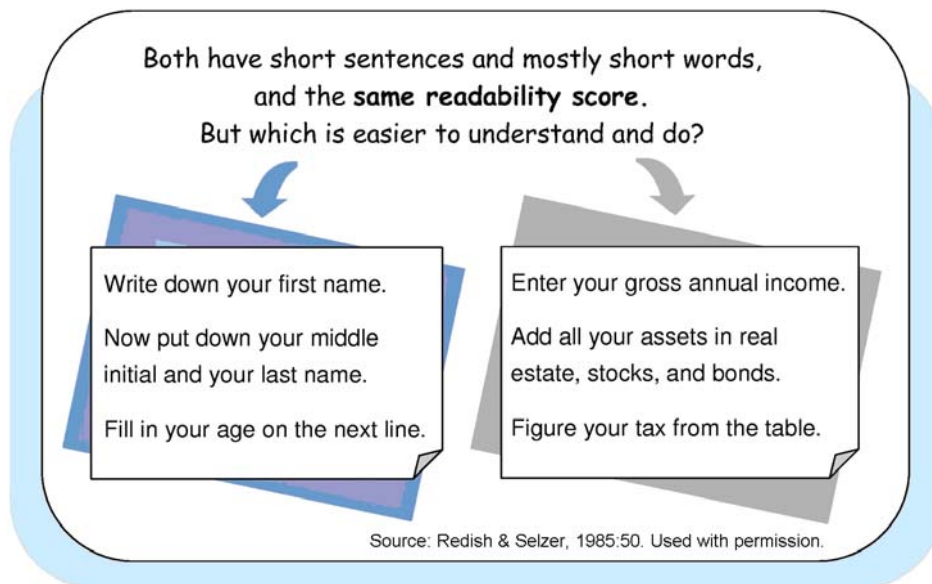 Both have short sentences and mostly short words,
and the same readability score.
But which is easier to understand and do?
Write down your first name.
Now put down your middle
initial and your last name.
Fill in your age on the next line.
Enter your gross annual income.
Add all your assets in real
estate, stocks, and bonds.
Figure your tax from the table.
Source: Redish & Selzer, 1985:50. Used with permission.